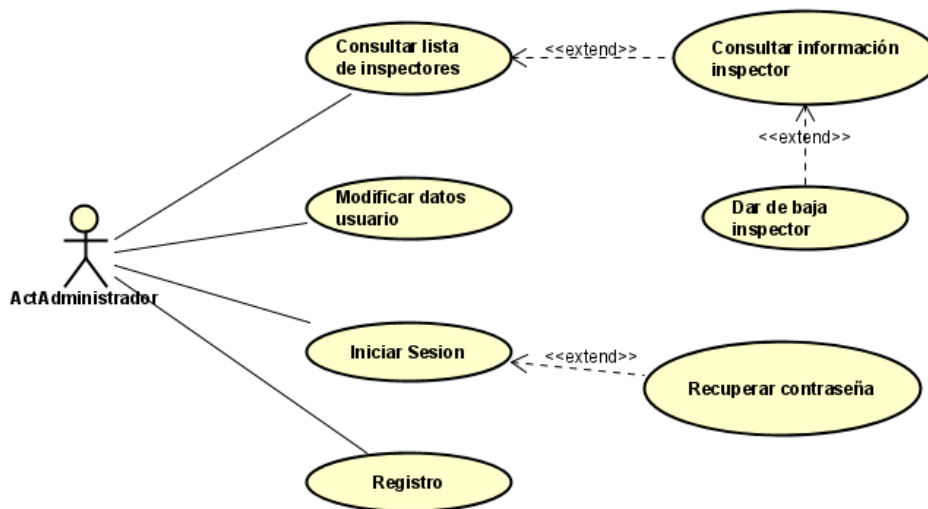 Consultar lista
de inspectores
<<extend>>
Consultar información
inspector
<<extend>>
Modificar datos
usuario
Dar de baja
inspector
ActAdministrador
Iniciar Sesion
<<extend>>
Recuperar contraseña
Registro